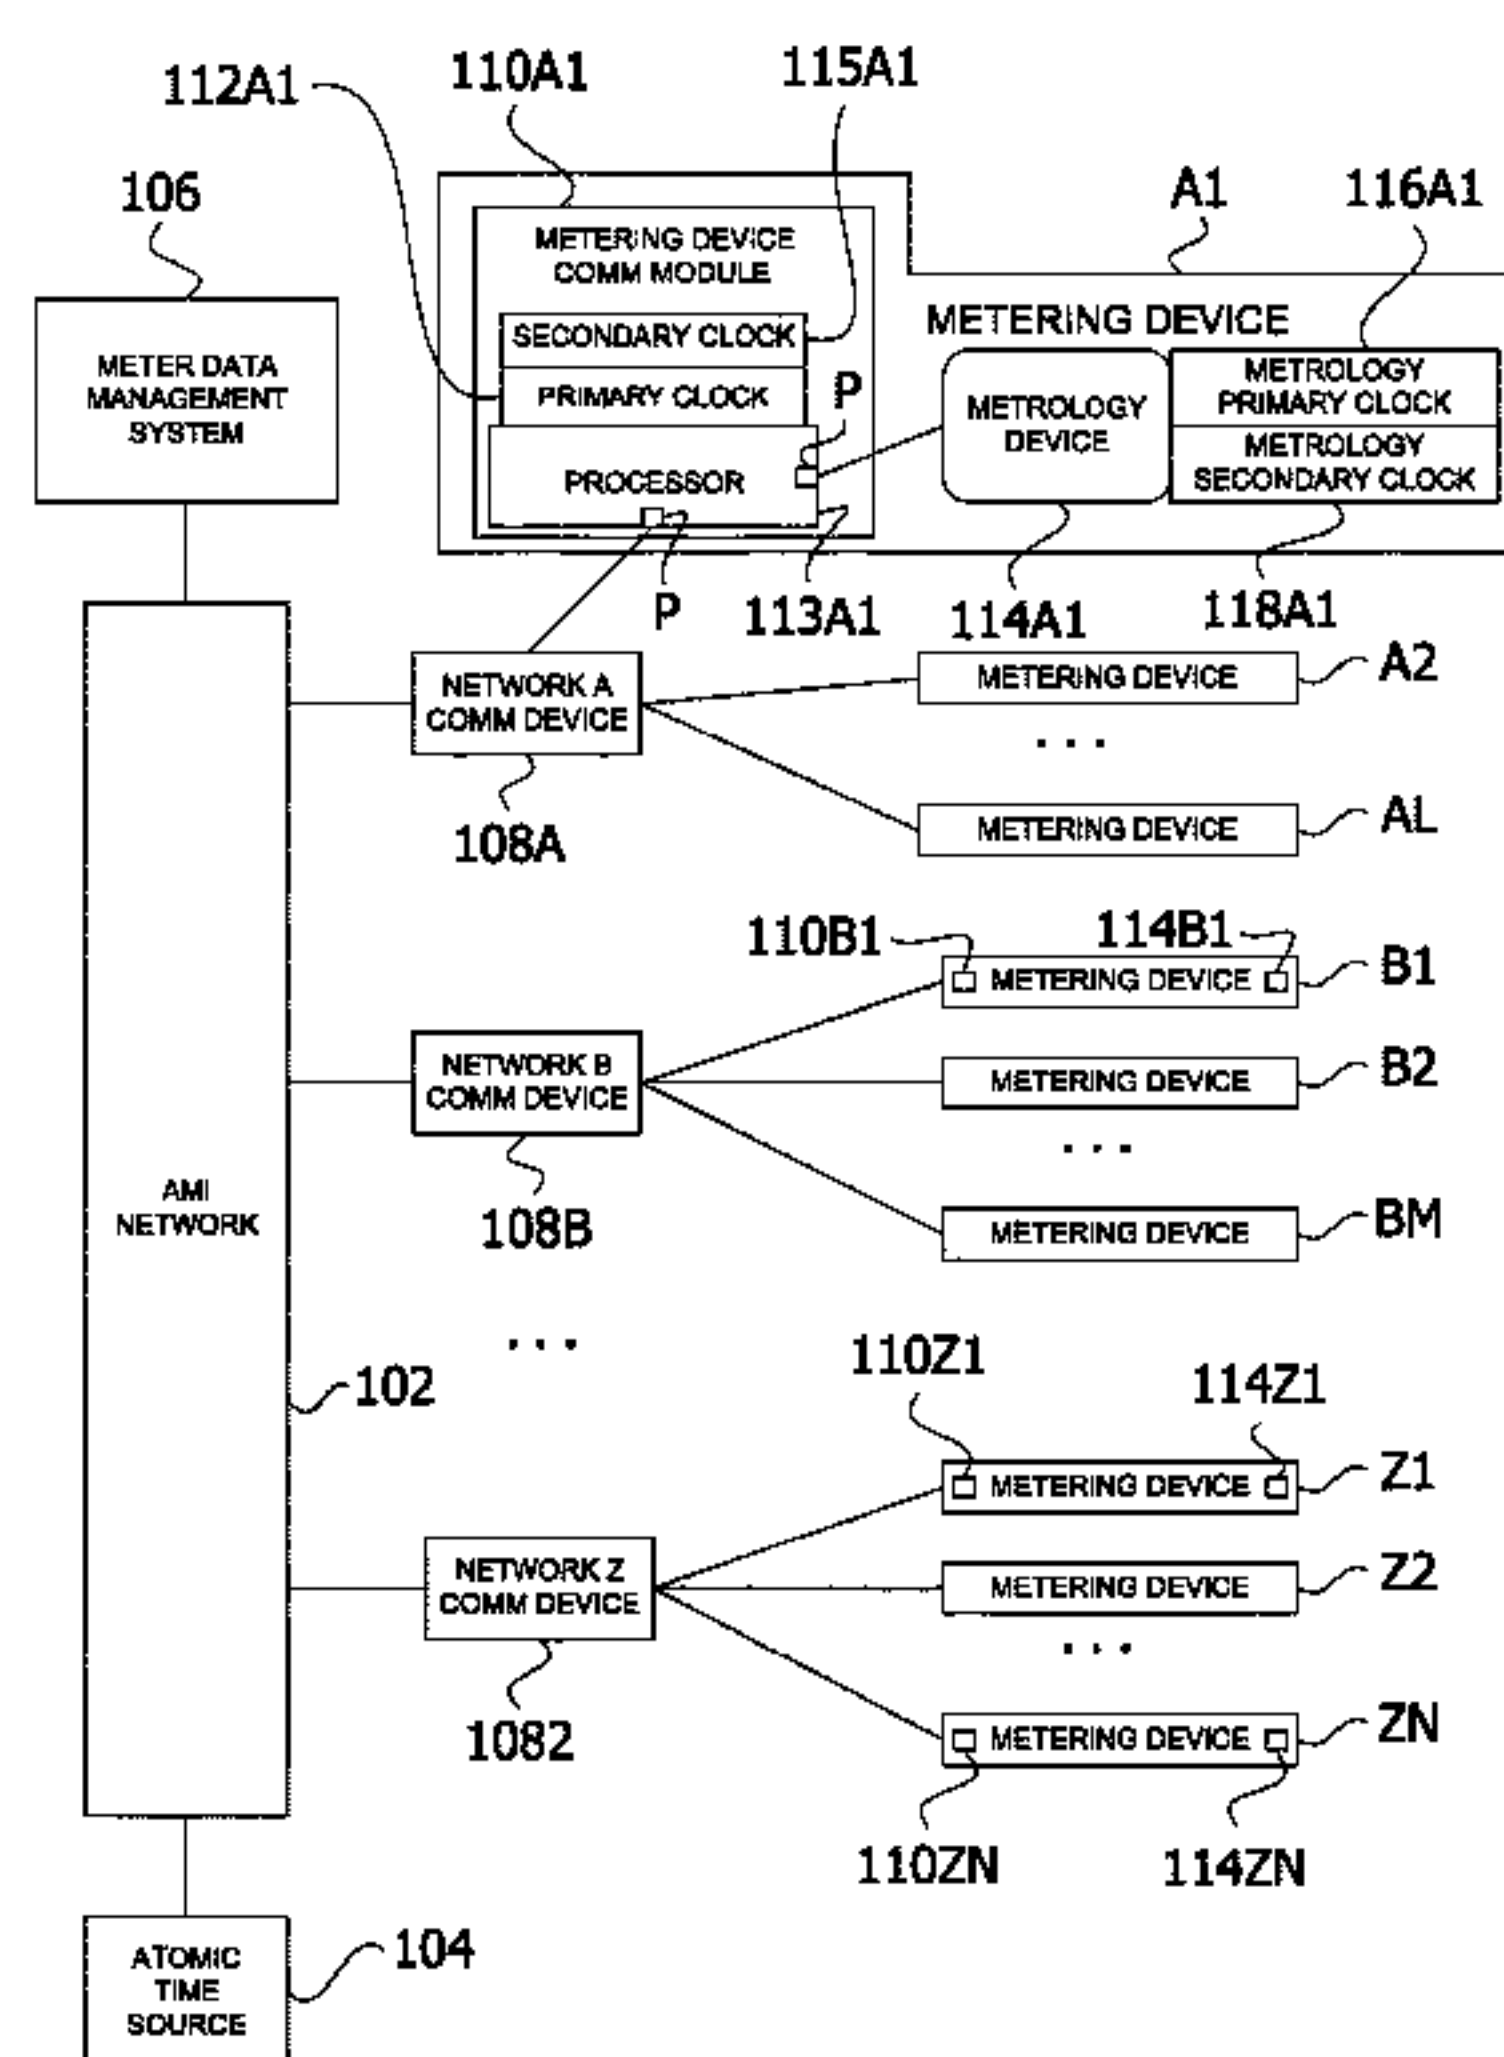 112A1
110A1
115A1
106
A1
116A1
METERING DEVICE
COMM MODULE
SECONDARY CLOCK
PRIMARY CLOCK
P
PROCESSOR
METERING DEVICE
METROLOGY
DEVICE
METROLOGY
PRIMARY CLOCK
METROLOGY
SECONDARY CLOCK
METER DATA
MANAGEMENT
SYSTEM
P
113A1
114A1
118A1
NETWORK A
COMM DEVICE
METERING DEVICE
A2
...
108A
METERING DEVICE
AL
110B1
114B1
METERING DEVICE
B1
NETWORK B
COMM DEVICE
METERING DEVICE
B2
...
108B
METERING DEVICE
BM
AMI
NETWORK
...
102
110Z1
114Z1
METERING DEVICE
Z1
NETWORK Z
COMM DEVICE
METERING DEVICE
Z2
...
1082
METERING DEVICE
ZN
110ZN
114ZN
ATOMIC
TIME
SOURCE
104